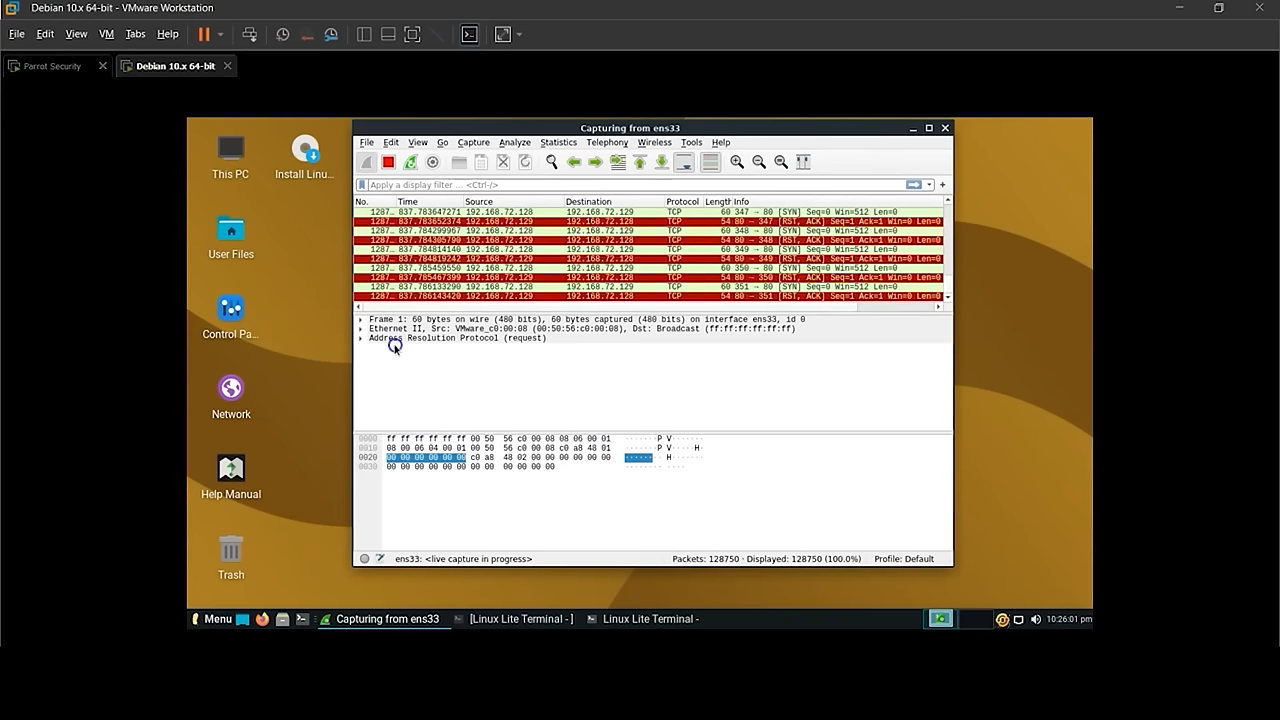 Debian 10.x 64-bit - VMware Workstation
File Edit View VM Tabs Help
Parrot Security Debian 10.x 64-bit
Capturing from ens33
This PC
Install Linu...
User Files
Control Pa...
Network
Help Manual
Trash
File Edit View Go Capture Analyze Statistics Telephony Wireless Tools Help
Apply a display filter ... <Ctrl-/>
No. Time Source Destination Protocol Length Info
1287… 837.783647271 192.168.72.128 192.168.72.129 TCP 60 347 → 80 [SYN] Seq=0 Win=512 Len=0
1287… 837.783652374 192.168.72.129 192.168.72.128 TCP 54 80 → 347 [RST, ACK] Seq=1 Ack=1 Win=0 Len=0
1287… 837.784299967 192.168.72.128 192.168.72.129 TCP 60 348 → 80 [SYN] Seq=0 Win=512 Len=0
1287… 837.784305790 192.168.72.129 192.168.72.128 TCP 54 80 → 348 [RST, ACK] Seq=1 Ack=1 Win=0 Len=0
1287… 837.784814140 192.168.72.128 192.168.72.129 TCP 60 349 → 80 [SYN] Seq=0 Win=512 Len=0
1287… 837.784819242 192.168.72.129 192.168.72.128 TCP 54 80 → 349 [RST, ACK] Seq=1 Ack=1 Win=0 Len=0
1287… 837.785459550 192.168.72.128 192.168.72.129 TCP 60 350 → 80 [SYN] Seq=0 Win=512 Len=0
1287… 837.785467399 192.168.72.129 192.168.72.128 TCP 54 80 → 350 [RST, ACK] Seq=1 Ack=1 Win=0 Len=0
1287… 837.786133290 192.168.72.128 192.168.72.129 TCP 60 351 → 80 [SYN] Seq=0 Win=512 Len=0
1287… 837.786143420 192.168.72.129 192.168.72.128 TCP 54 80 → 351 [RST, ACK] Seq=1 Ack=1 Win=0 Len=0
Frame 1: 60 bytes on wire (480 bits), 60 bytes captured (480 bits) on interface ens33, id 0
Ethernet II, Src: VMware_c0:00:08 (00:50:56:c0:00:08), Dst: Broadcast (ff:ff:ff:ff:ff:ff)
Address Resolution Protocol (request)
0000 ff ff ff ff ff ff 00 50 56 c0 00 08 08 06 00 01 ·······P V·······
0010 08 00 06 04 00 01 00 50 56 c0 00 08 c0 a8 48 01 ·······P V·····H·
0020 00 00 00 00 00 00 c0 a8 48 02 00 00 00 00 00 00 ········ H·······
0030 00 00 00 00 00 00 00 00 00 00 00 00 ········ ····
ens33: <live capture in progress> Packets: 128750 · Displayed: 128750 (100.0%) Profile: Default
Menu Capturing from ens33 [Linux Lite Terminal - ] Linux Lite Terminal - 10:26:01 pm